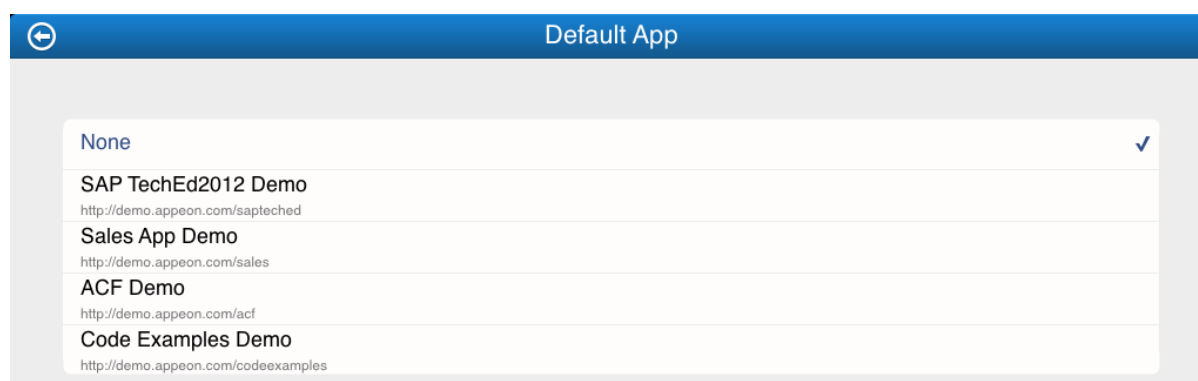 Default App
None
SAP TechEd2012 Demo
http://demo.appeon.com/sapteched
Sales App Demo
http://demo.appeon.com/sales
ACF Demo
http://demo.appeon.com/acf
Code Examples Demo
http://demo.appeon.com/codeexamples